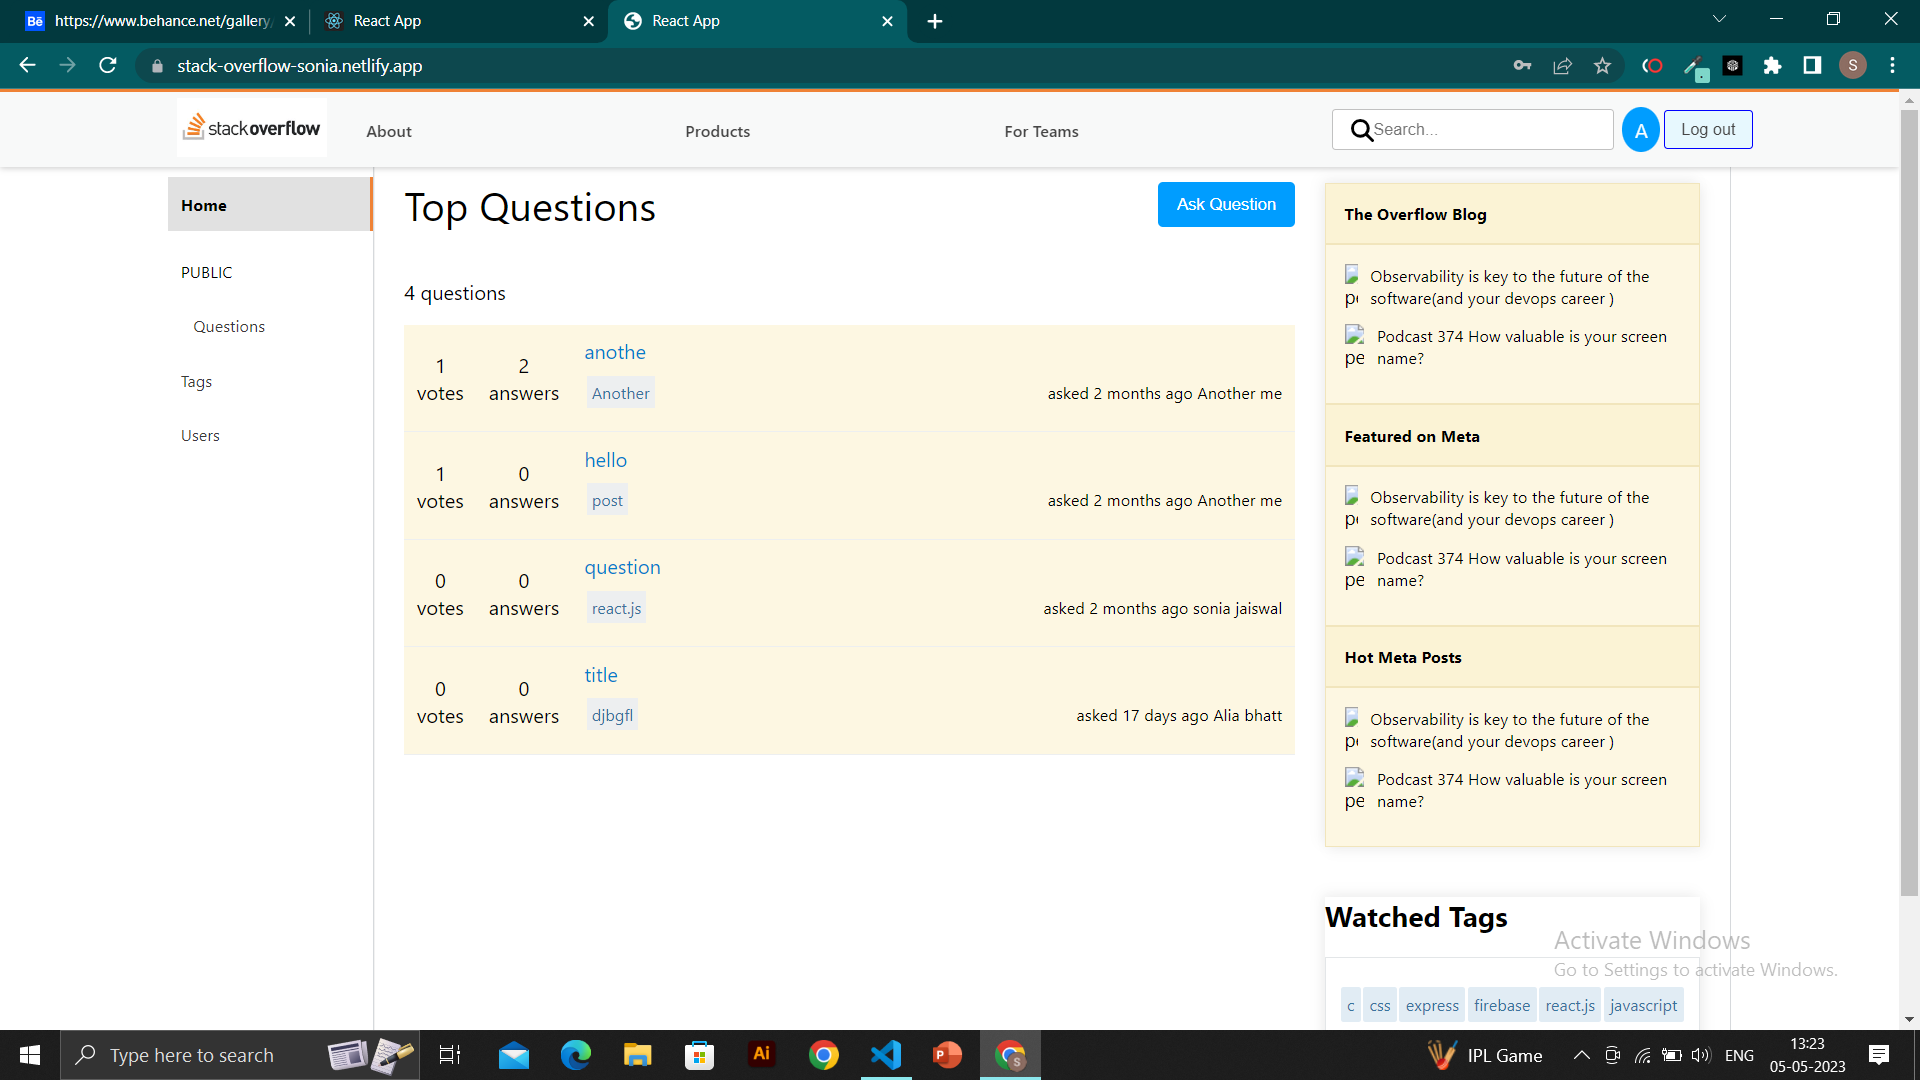 Bē https://www.behance.net/gallery/
React App
React App
stack-overflow-sonia.netlify.app
S
stackoverflow
About
Products
For Teams
Search...
A
Log out
Home
PUBLIC
Questions
Tags
Users
Top Questions
Ask Question
4 questions
1 votes
2 answers
anothe
Another
asked 2 months ago Another me
1 votes
0 answers
hello
post
asked 2 months ago Another me
0 votes
0 answers
question
react.js
asked 2 months ago sonia jaiswal
0 votes
0 answers
title
djbgfl
asked 17 days ago Alia bhatt
The Overflow Blog
Observability is key to the future of the
software(and your devops career )
pe
Podcast 374 How valuable is your screen
pe name?
Featured on Meta
Observability is key to the future of the
software(and your devops career )
Podcast 374 How valuable is your screen
pe name?
Hot Meta Posts
Observability is key to the future of the
software(and your devops career )
Podcast 374 How valuable is your screen
pe name?
Watched Tags
c css express firebase react.js javascript
Activate Windows
Go to Settings to activate Windows.
Type here to search
Ai
P
S
IPL Game
ENG
13:23
05-05-2023